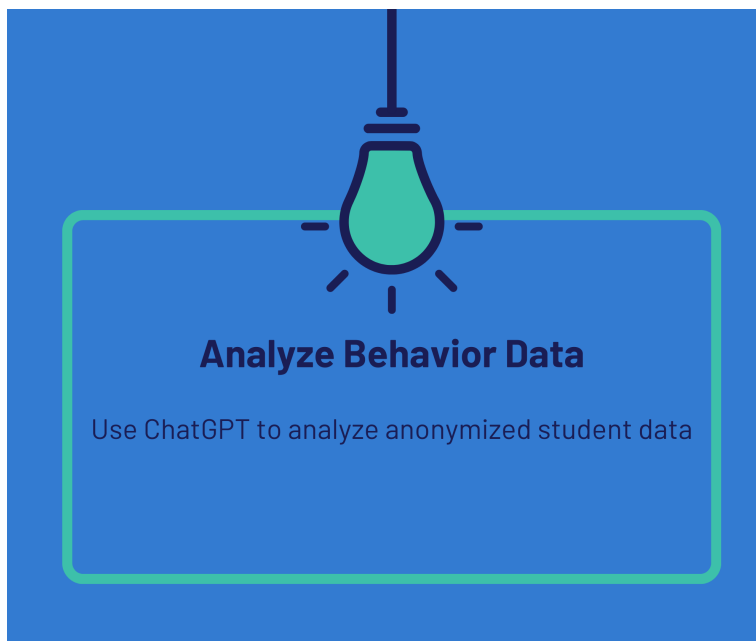 Analyze Behavior Data
Use ChatGPT to analyze anonymized student data